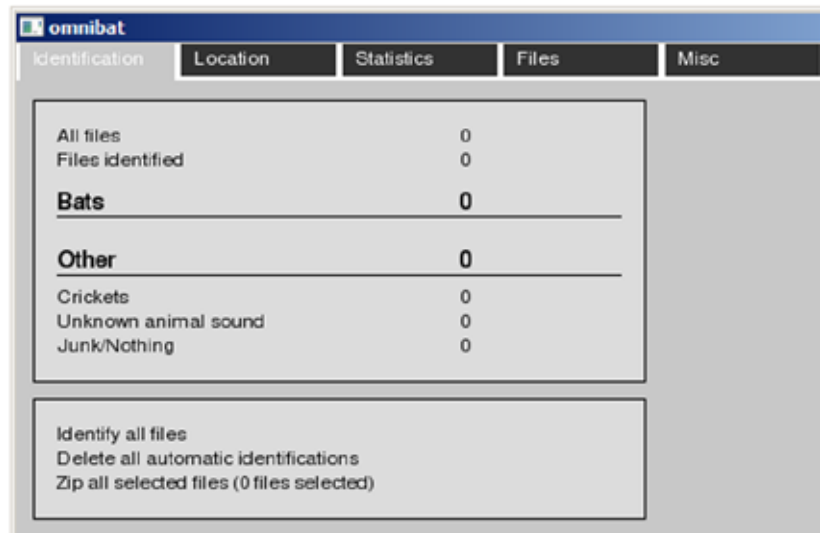 omnibat
Identification Location Statistics Files Misc
All files 0
Files identified 0
Bats 0
Other 0
Crickets 0
Unknown animal sound 0
Junk/Nothing 0
Identify all files
Delete all automatic identifications
Zip all selected files (0 files selected)